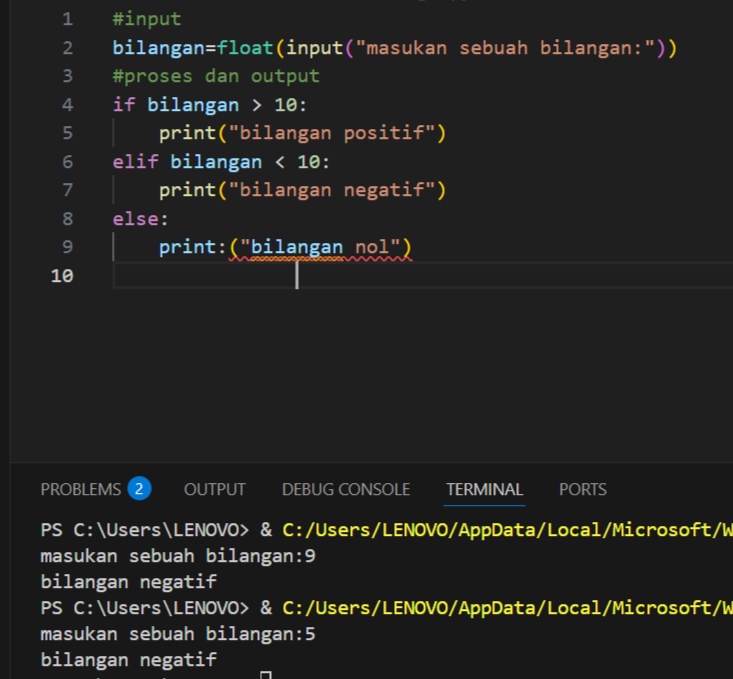 1 #input
2 bilangan=float(input("masukan sebuah bilangan:"))
3 #proses dan output
4 if bilangan > 10:
5     print("bilangan positif")
6 elif bilangan < 10:
7     print("bilangan negatif")
8 else:
9     print:("bilangan nol")
10
PROBLEMS 2 OUTPUT DEBUG CONSOLE TERMINAL PORTS
PS C:\Users\LENOVO> & C:/Users/LENOVO/AppData/Local/Microsoft/W
masukan sebuah bilangan:9
bilangan negatif
PS C:\Users\LENOVO> & C:/Users/LENOVO/AppData/Local/Microsoft/W
masukan sebuah bilangan:5
bilangan negatif